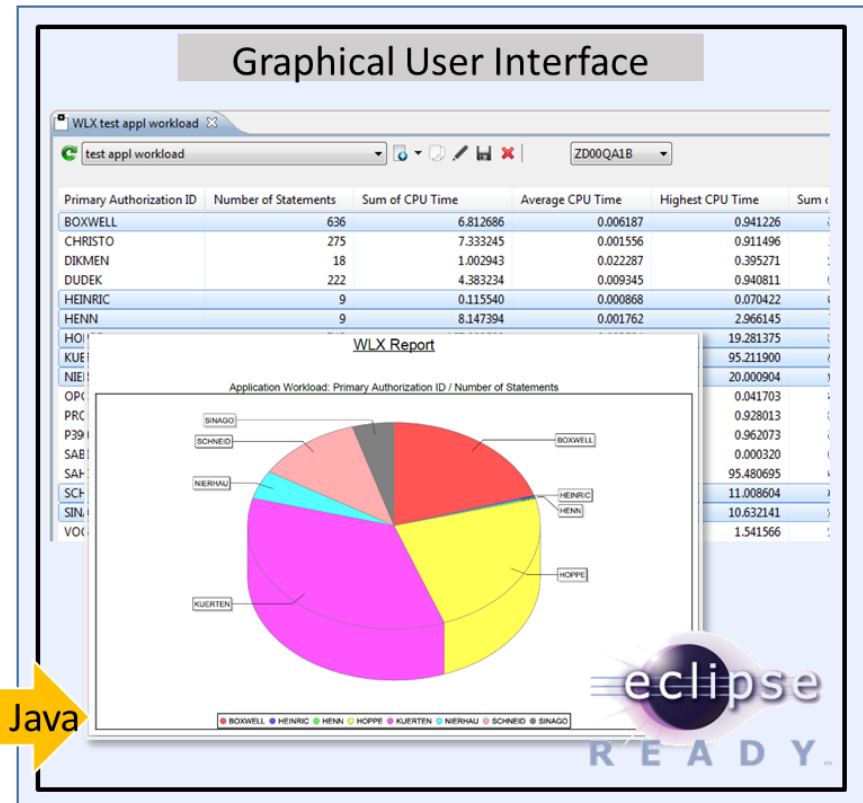 Graphical User Interface
WLX test appl workload
test appl workload ZD00QA1B
Primary Authorization ID Number of Statements Sum of CPU Time Average CPU Time Highest CPU Time Sum
BOXWELL 636 6.812686 0.006187 0.941226
CHRISTO 275 7.333245 0.001556 0.911496
DIKMEN 18 1.002943 0.022287 0.395271
DUDEK 222 4.383234 0.009345 0.940811
HEINRIC 9 0.115540 0.000868 0.070422
HENN 9 8.147394 0.001762 2.966145
19.281375
95.211900
20.000904
0.041703
0.928013
0.962073
0.000320
95.480695
11.008604
10.632141
1.541566
WLX Report
Application Workload: Primary Authorization ID / Number of Statements
SINAGO
SCHNEID
BOXWELL
NIERHAU
HEINRIC
HENN
HOPPE
KUERTEN
BOXWELL HEINRIC HENN HOPPE KUERTEN NIERHAU SCHNEID SINAGO
Java
eclipse
READY